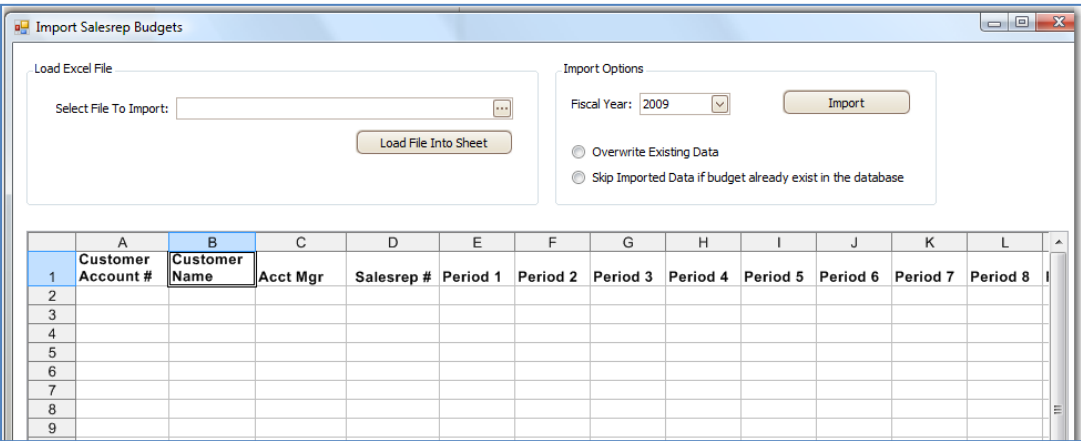 Import Salesrep Budgets
Load Excel File
Select File To Import:
...
Load File Into Sheet
Import Options
Fiscal Year: 2009
Import
Overwrite Existing Data
Skip Imported Data if budget already exist in the database
A B C D E F G H I J K L
Customer Customer
1 Account # Name Acct Mgr Salesrep # Period 1 Period 2 Period 3 Period 4 Period 5 Period 6 Period 7 Period 8
2
3
4
5
6
7
8
9